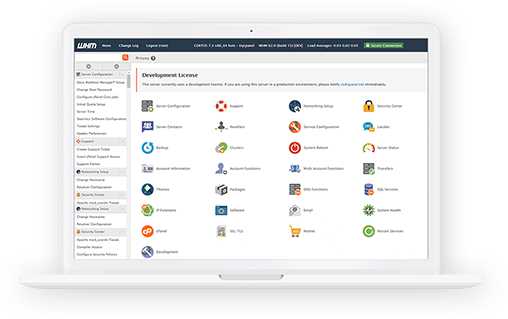 WHM News Change Log Logout (root) CENTOS 7.3 x86_64 kvm - WHM 62.0 (build 15) [DEV] Load Averages: 0.03 0.02 0.05 Secure Connection
Home
Server Configuration
Basic WebHost Manager® Setup
Change Root Password
Configure cPanel Cron Jobs
Initial Quota Setup
Server Time
Statistics Software Configuration
Tweak Settings
Update Preferences
Support
Create Support Ticket
Grant cPanel Support Access
Support Center
Networking Setup
Change Hostname
Resolver Configuration
Security Center
Apache mod_userdir Tweak
Networking Setup
Change Hostname
Resolver Configuration
Security Center
Apache mod_userdir Tweak
Compiler Access
Configure Security Policies
Development License
This server currently uses a development license. If you are using this server in a production environment, please notify immediately.
Server Configuration Support Networking Setup Security Center
Server Contacts Resellers Service Configuration Locales
Backup Clusters System Reboot Server Status
Account Information Account Functions Multi Account Functions Transfers
Themes Packages DNS Functions SQL Services
IP Functions Software Email System Health
cPanel SSL/TLS Market Restart Services
Development